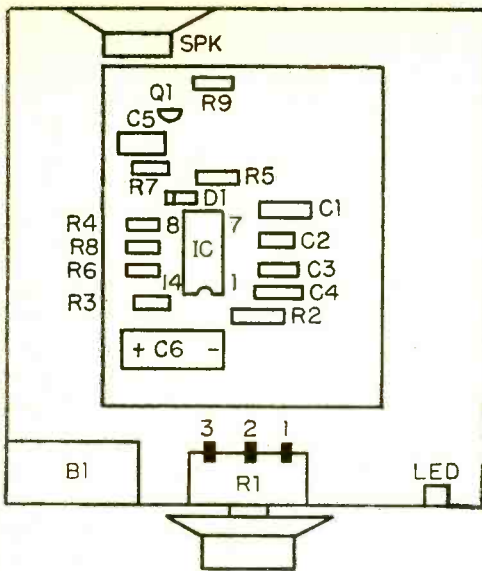 SPK
R9
Q1
C5
R7
R5
D1
C1
R4
8
7
R8
IC
C2
R6
14
1
C3
C4
R3
R2
+ C6 -
3 2 1
B1
R1
LED